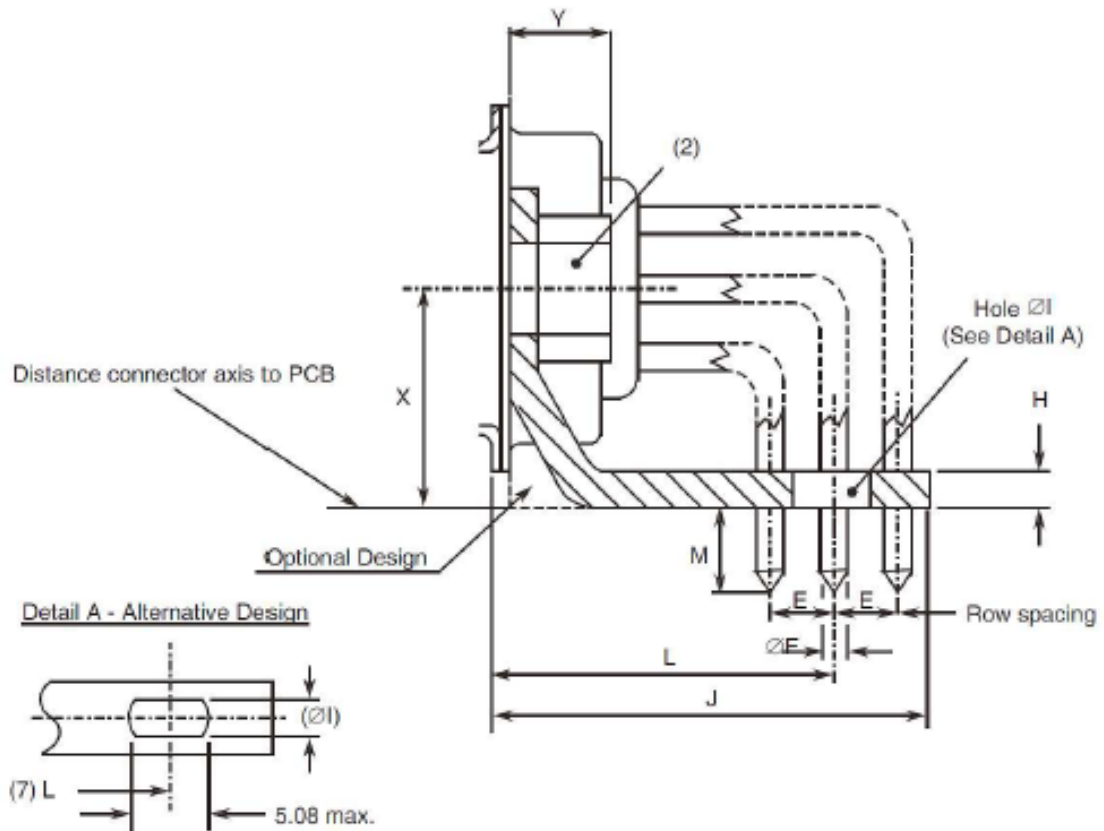 Y
(2)
Hole ∅I
(See Detail A)
Distance connector axis to PCB
X
H
Optional Design
M
E
E
Row spacing
∅F
L
J
Detail A - Alternative Design
(∅I)
(7) L
5.08 max.